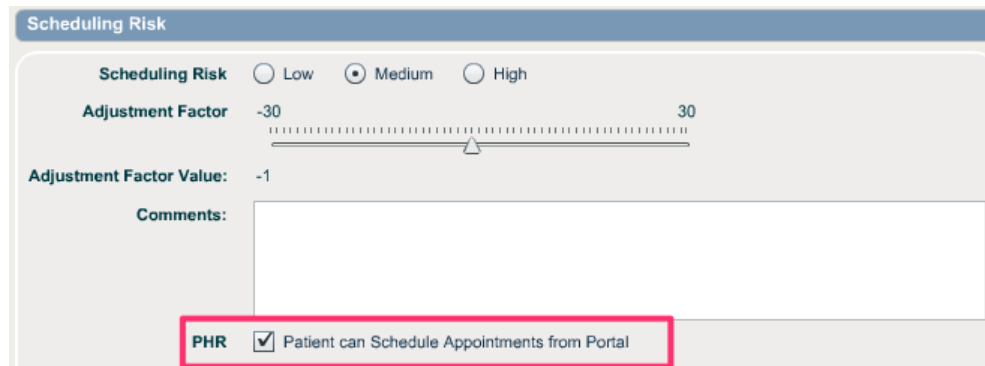 Scheduling Risk
Scheduling Risk Low Medium High
Adjustment Factor -30 30
Adjustment Factor Value: -1
Comments:
PHR Patient can Schedule Appointments from Portal